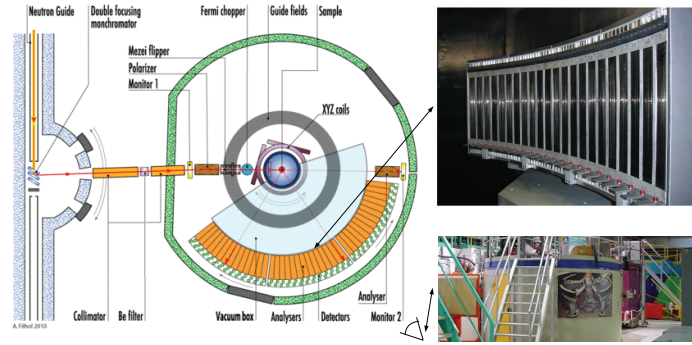 Neutron Guide
Double focusing
monchromator
Fermi chopper
Guide fields
Sample
Mezei flipper
Polarizer
Monitor 1
XYZ coils
Analyser
Collimator
Be filter
Vacuum box
Analysers
Detectors
Monitor 2
A. Filhol 2010